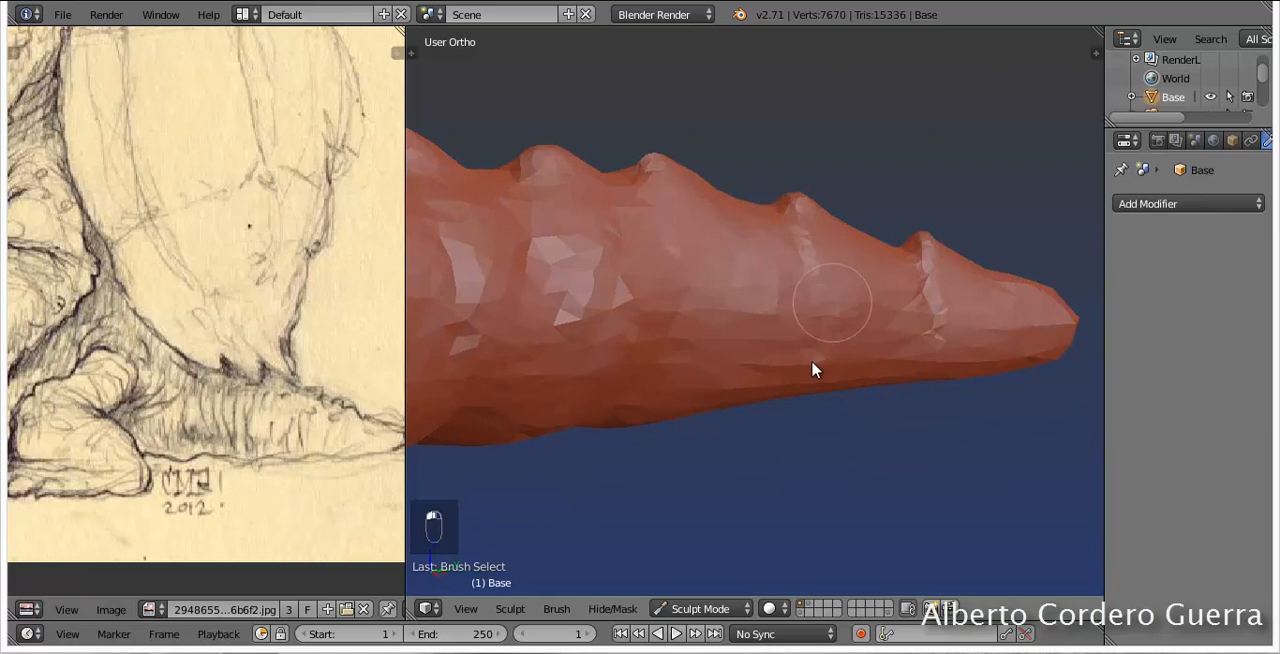 File Render Window Help Default Scene Blender Render v2.71 | Verts:7670 | Tris:15336 | Base
User Ortho
View Search All Sc
RenderL
World
Base
Base
Add Modifier
CMP!
2012.
Last: Brush Select
(1) Base
View Image 2948655...6b6f2.jpg 3 F View Sculpt Brush Hide/Mask Sculpt Mode
Alberto Cordero Guerra
View Marker Frame Playback Start: 1 End: 250 1 No Sync